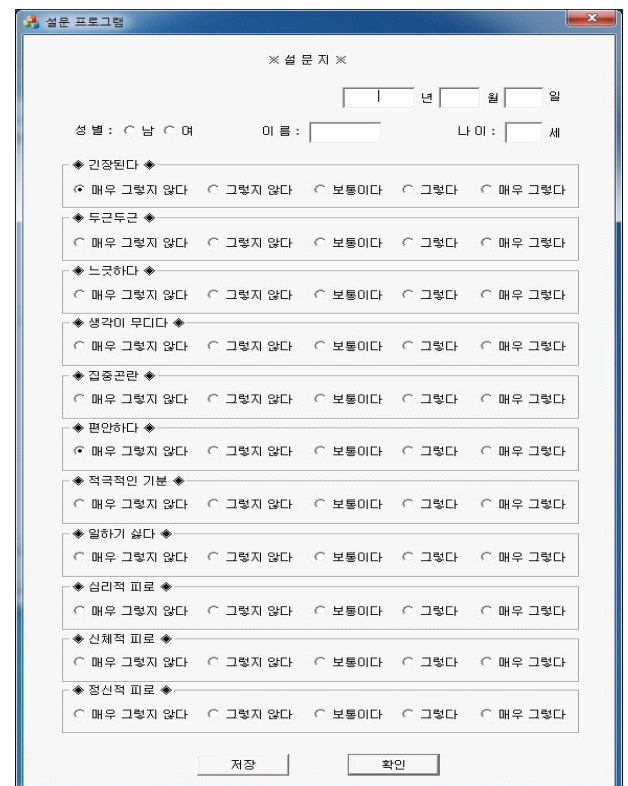 설문 프로그램
※ 설 문 지 ※
년 월 일
성 별 : 남 여 이 름 : 나 이 : 세
◈ 긴장된다 ◈
매우 그렇지 않다 그렇지 않다 보통이다 그렇다 매우 그렇다
◈ 두근두근 ◈
매우 그렇지 않다 그렇지 않다 보통이다 그렇다 매우 그렇다
◈ 느긋하다 ◈
매우 그렇지 않다 그렇지 않다 보통이다 그렇다 매우 그렇다
◈ 생각이 무디다 ◈
매우 그렇지 않다 그렇지 않다 보통이다 그렇다 매우 그렇다
◈ 집중곤란 ◈
매우 그렇지 않다 그렇지 않다 보통이다 그렇다 매우 그렇다
◈ 편안하다 ◈
매우 그렇지 않다 그렇지 않다 보통이다 그렇다 매우 그렇다
◈ 적극적인 기분 ◈
매우 그렇지 않다 그렇지 않다 보통이다 그렇다 매우 그렇다
◈ 일하기 싫다 ◈
매우 그렇지 않다 그렇지 않다 보통이다 그렇다 매우 그렇다
◈ 심리적 피로 ◈
매우 그렇지 않다 그렇지 않다 보통이다 그렇다 매우 그렇다
◈ 신체적 피로 ◈
매우 그렇지 않다 그렇지 않다 보통이다 그렇다 매우 그렇다
◈ 정신적 피로 ◈
매우 그렇지 않다 그렇지 않다 보통이다 그렇다 매우 그렇다
저장 확인